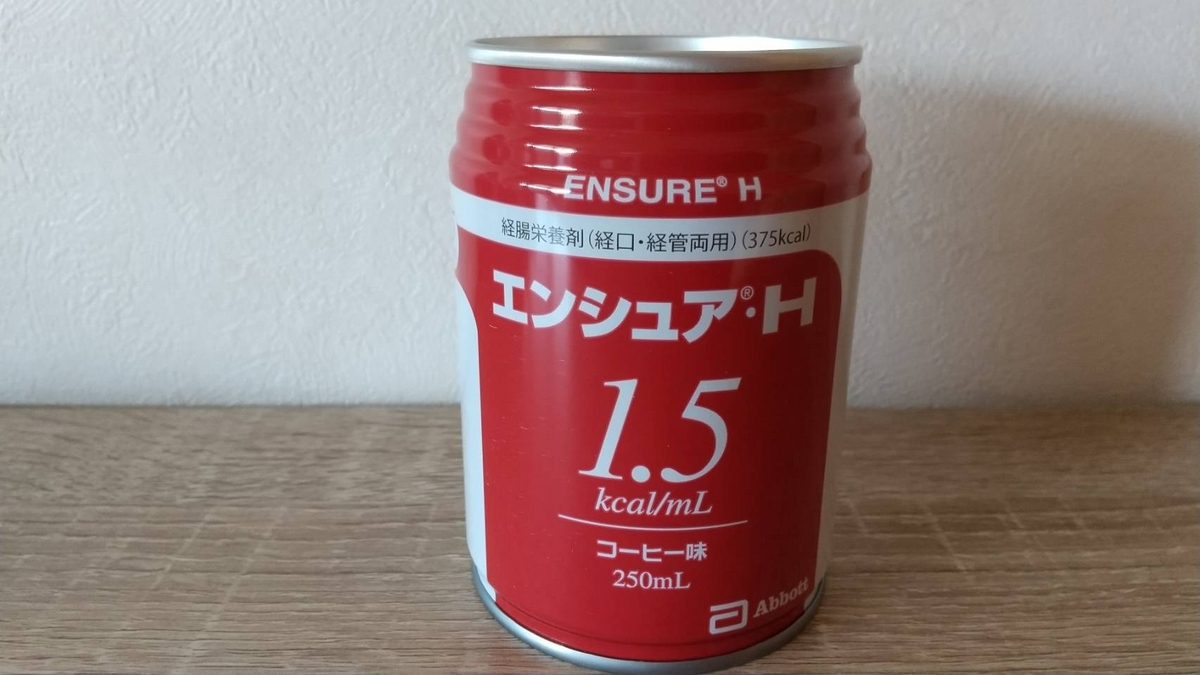 ENSURE® H
経腸栄養剤(経口・経管両用)(375kcal)
エンシュア®・H
1.5
kcal/mL
コーヒー味
250mL
Abbott